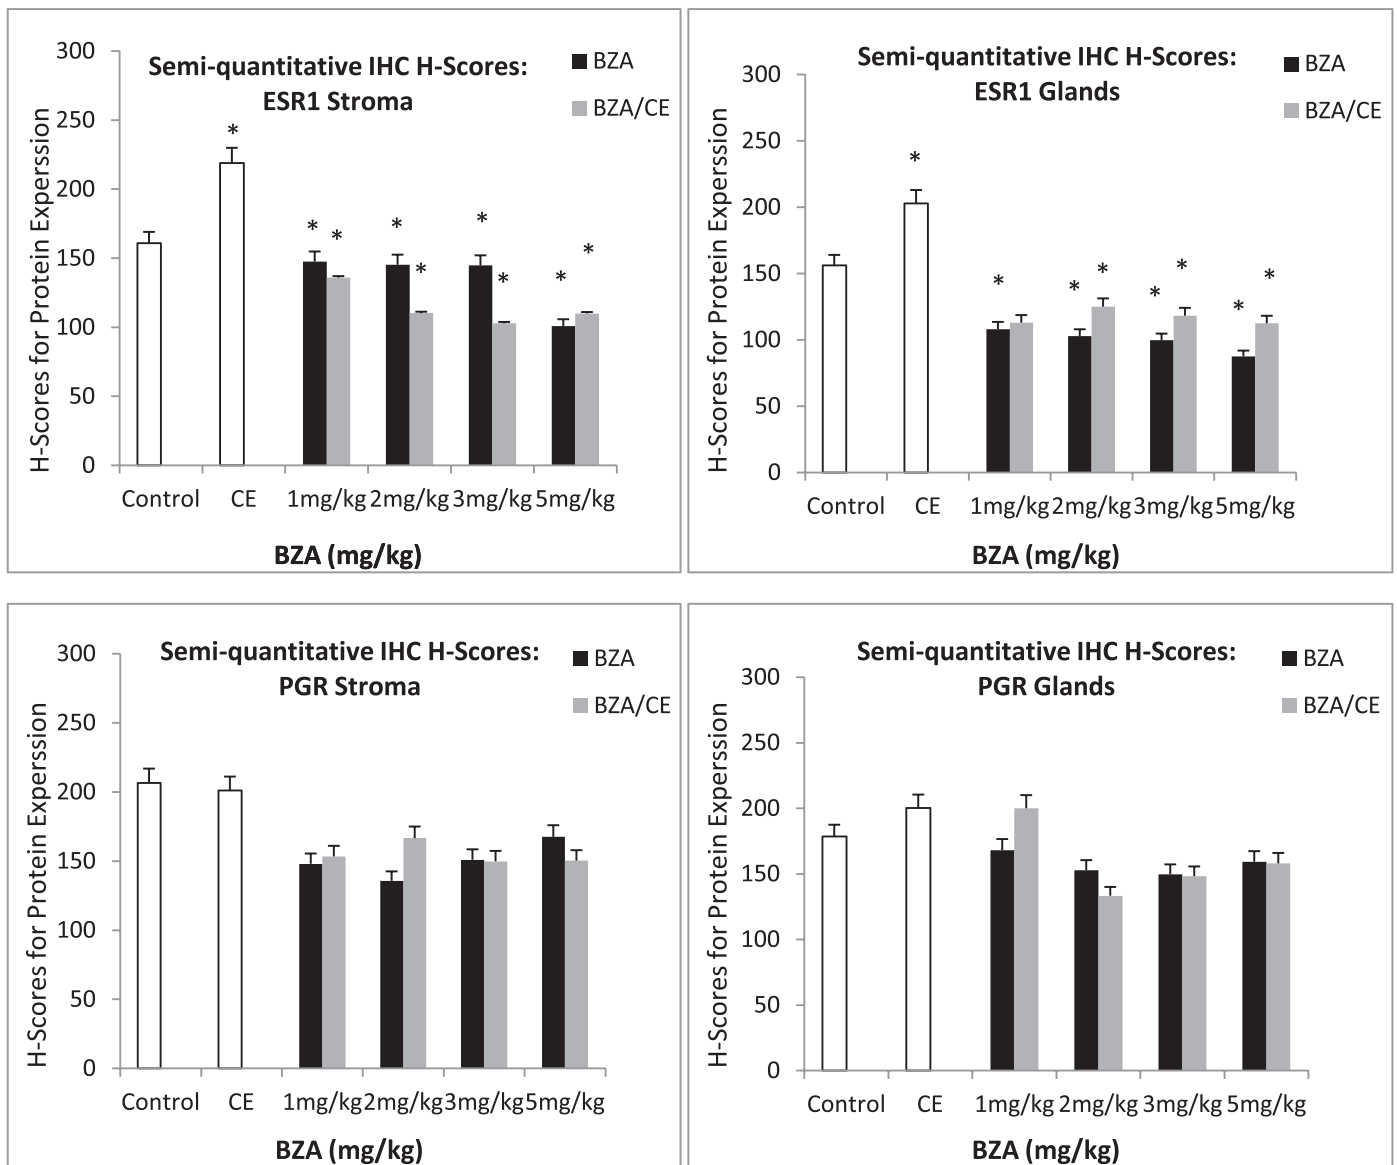 Semi-quantitative IHC H-Scores:
ESR1 Stroma
BZA
BZA/CE
H-Scores for Protein Experssion
300
250
200
150
100
50
0
*
* * * * * * * *
Control CE 1mg/kg 2mg/kg 3mg/kg 5mg/kg
BZA (mg/kg)
Semi-quantitative IHC H-Scores:
ESR1 Glands
BZA
BZA/CE
H-Scores for Protein Experssion
300
250
200
150
100
50
0
*
* * * * * * *
Control CE 1mg/kg 2mg/kg 3mg/kg 5mg/kg
BZA (mg/kg)
Semi-quantitative IHC H-Scores:
PGR Stroma
BZA
BZA/CE
H-Scores for Protein Experssion
300
250
200
150
100
50
0
Control CE 1mg/kg 2mg/kg 3mg/kg 5mg/kg
BZA (mg/kg)
Semi-quantitative IHC H-Scores:
PGR Glands
BZA
BZA/CE
H-Scores for Protein Experssion
300
250
200
150
100
50
0
Control CE 1mg/kg 2mg/kg 3mg/kg 5mg/kg
BZA (mg/kg)